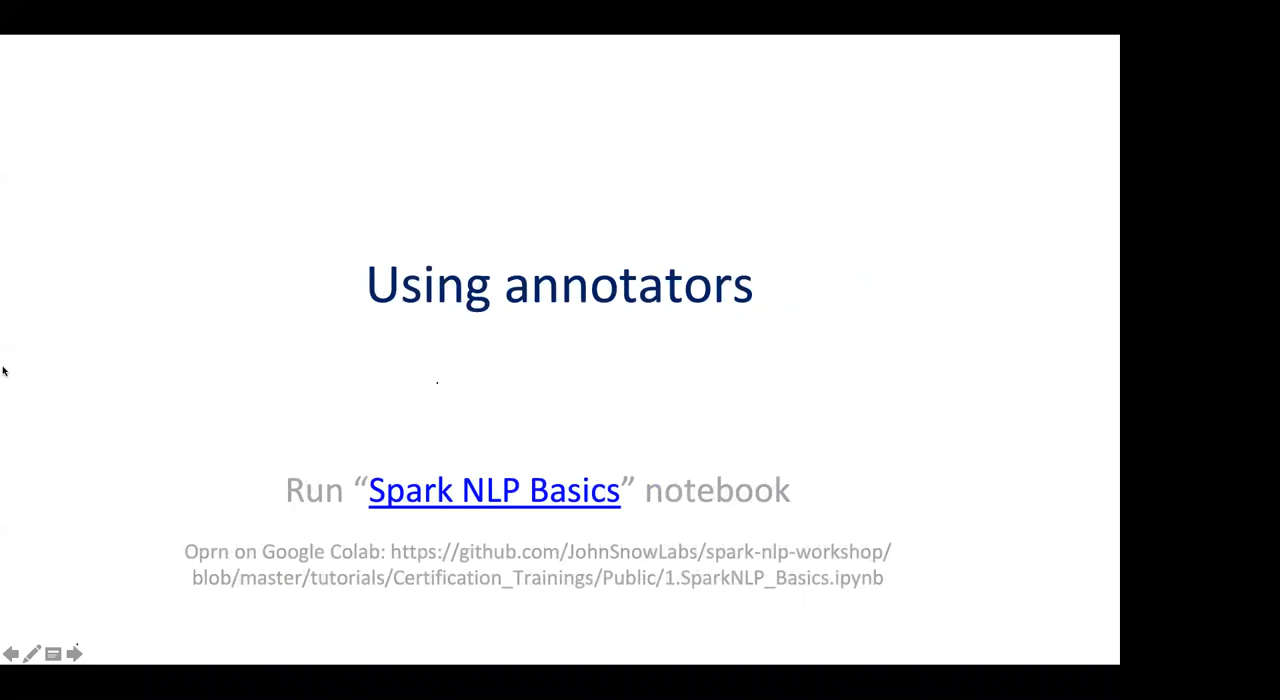 Using annotators
Run “Spark NLP Basics” notebook
Oprn on Google Colab: https://github.com/JohnSnowLabs/spark-nlp-workshop/
blob/master/tutorials/Certification_Trainings/Public/1.SparkNLP_Basics.ipynb